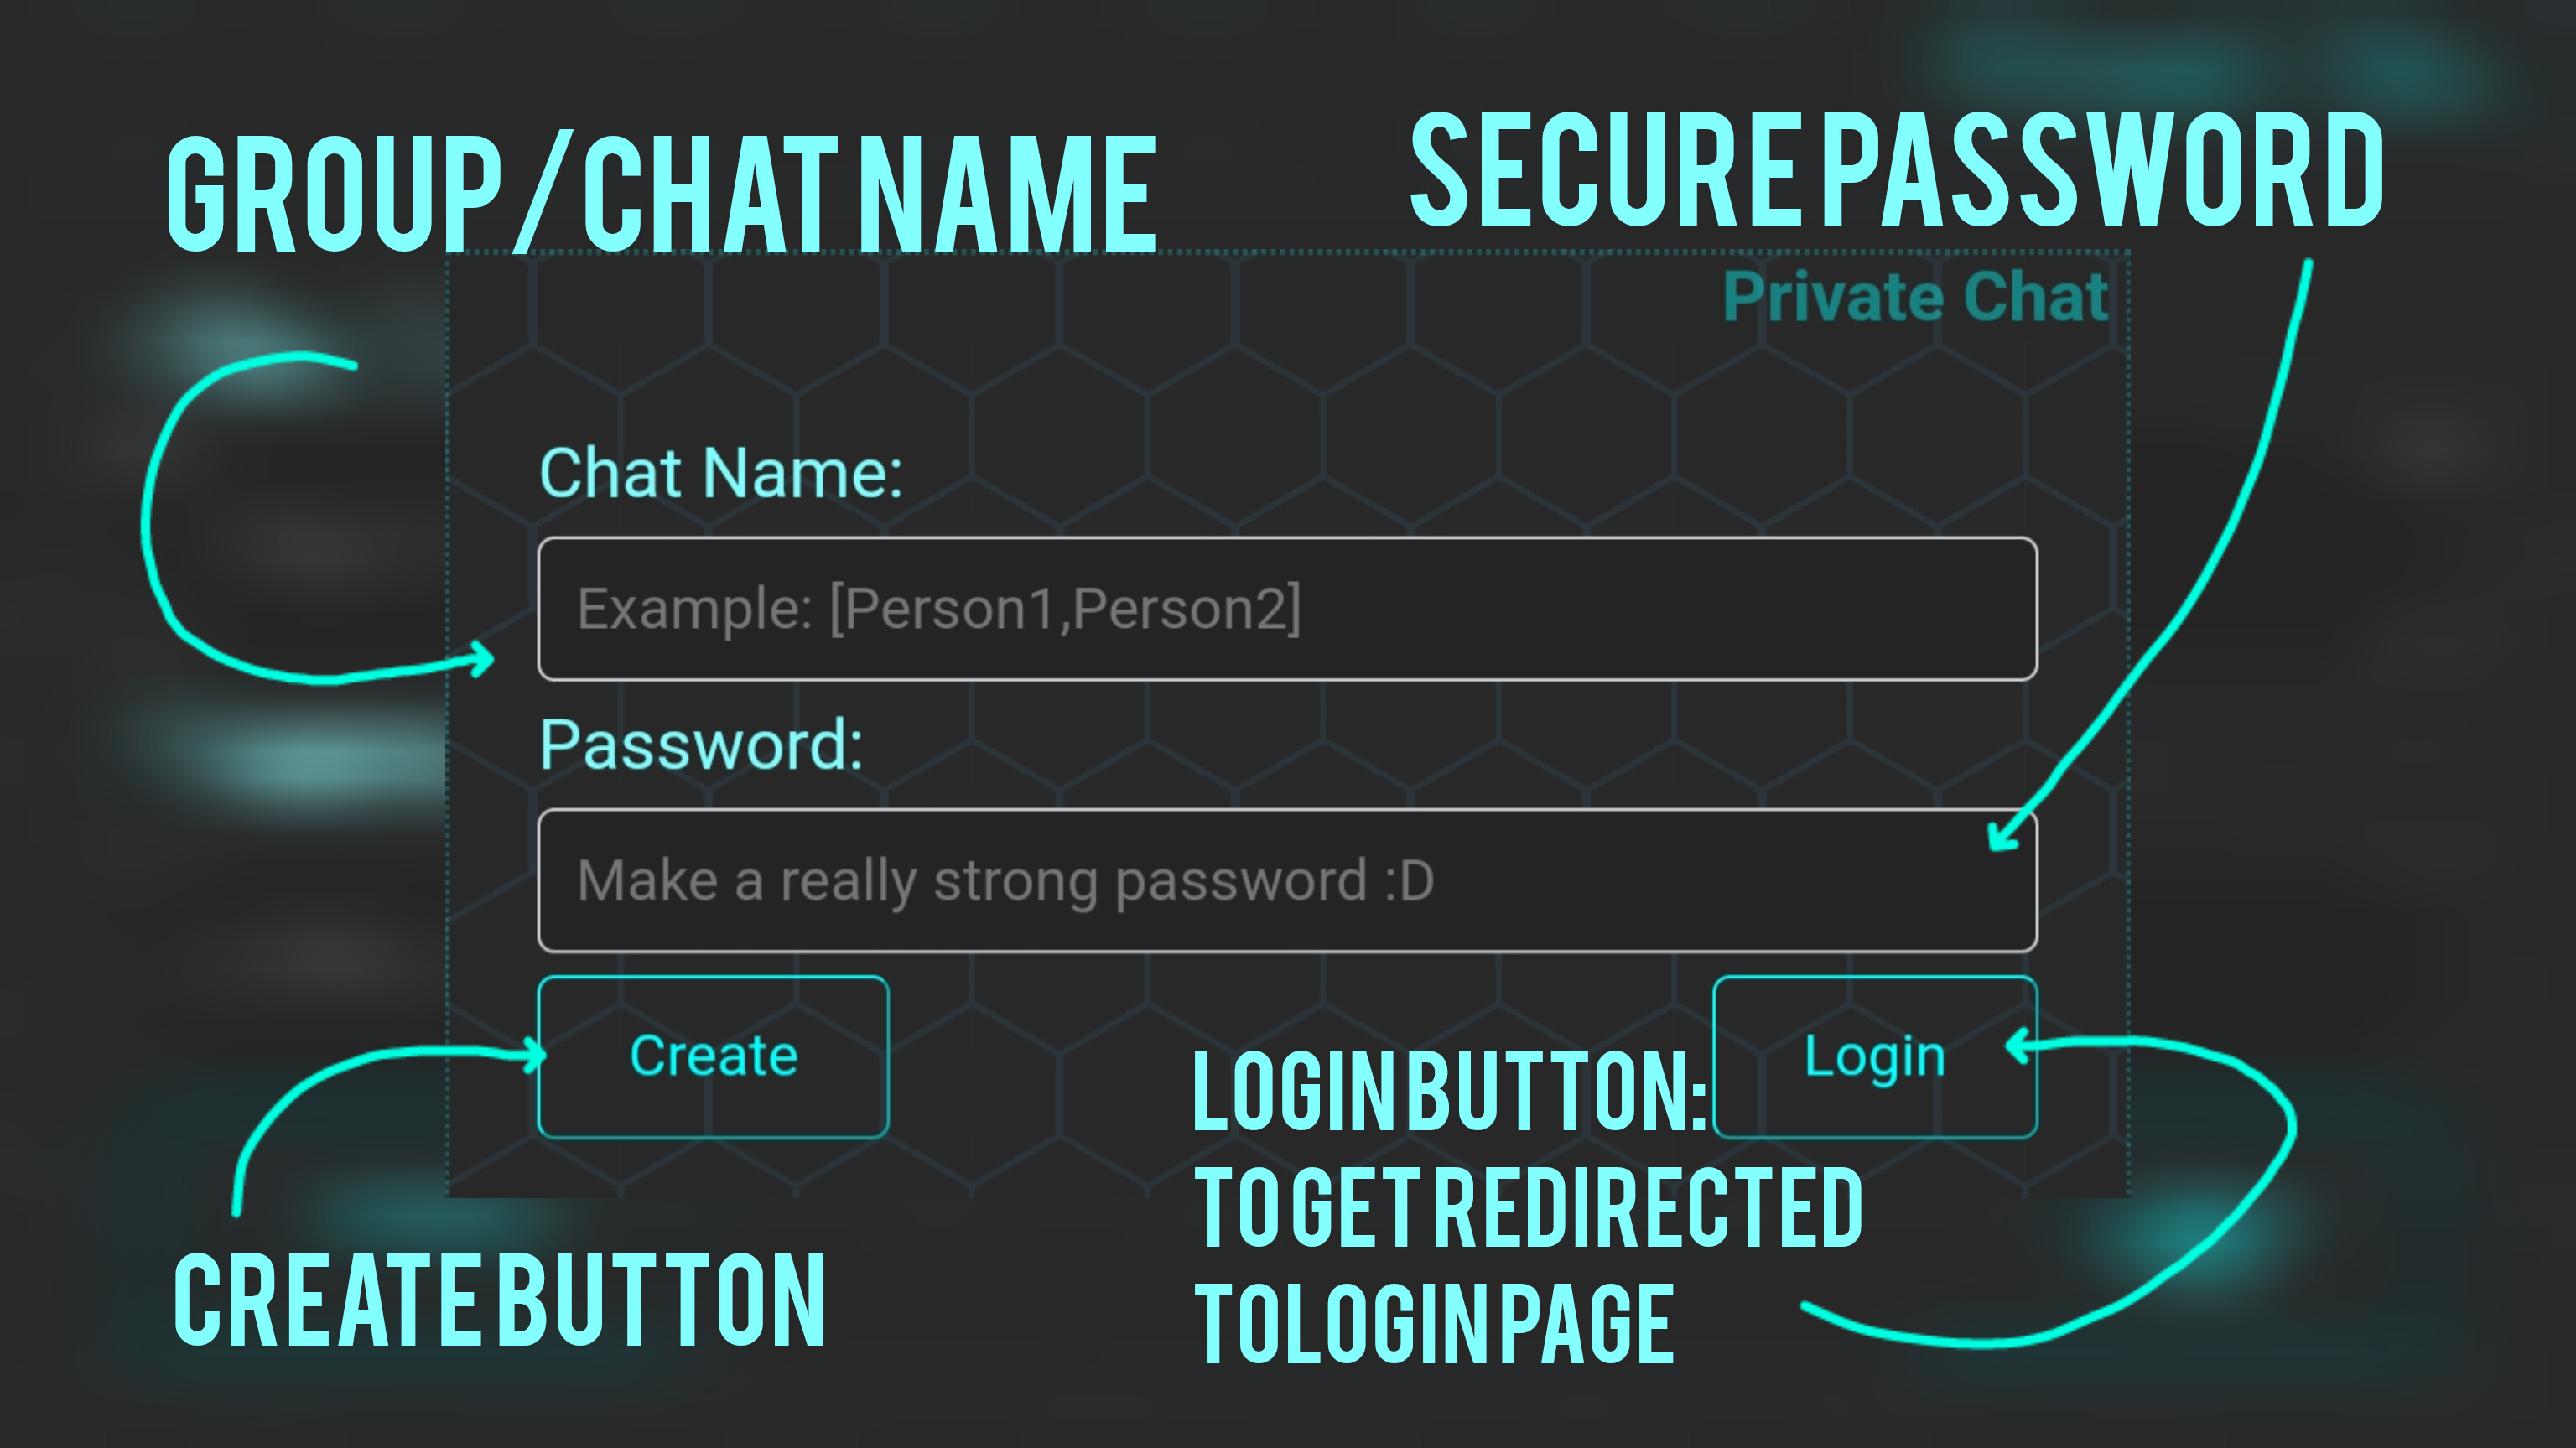 GROUP/CHAT NAME
SECURE PASSWORD
Private Chat
Chat Name:
Example: [Person1,Person2]
Password:
Make a really strong password :D
Create
Login
LOGIN BUTTON:
TO GET REDIRECTED
TO LOGIN PAGE
CREATE BUTTON